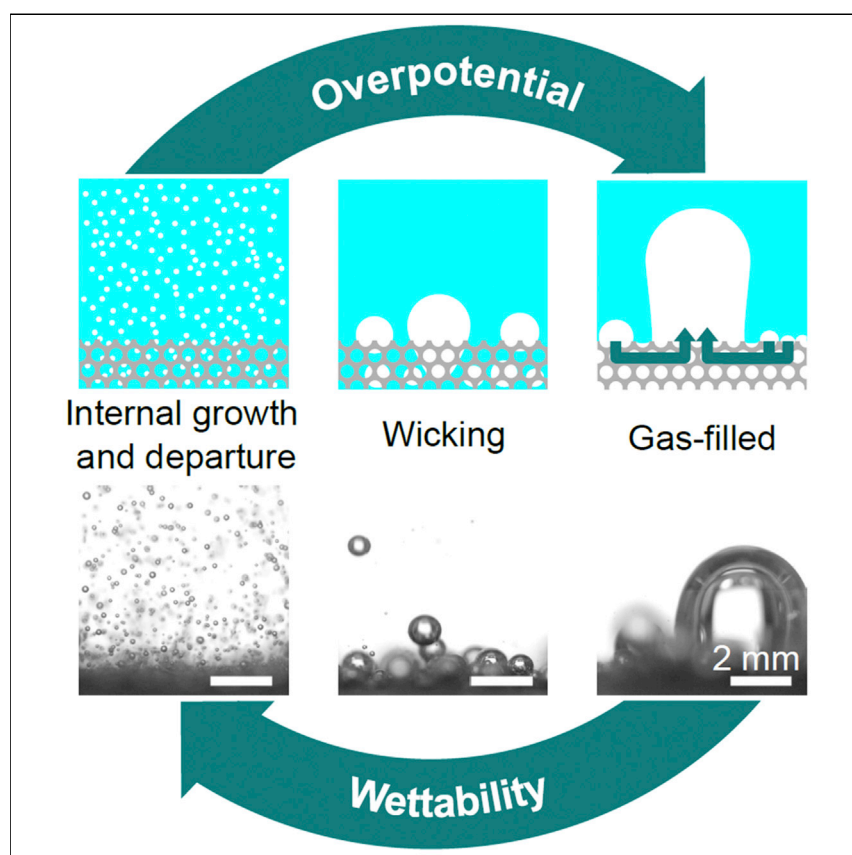 Overpotential
Internal growth
and departure
Wicking
Gas-filled
2 mm
Wettability